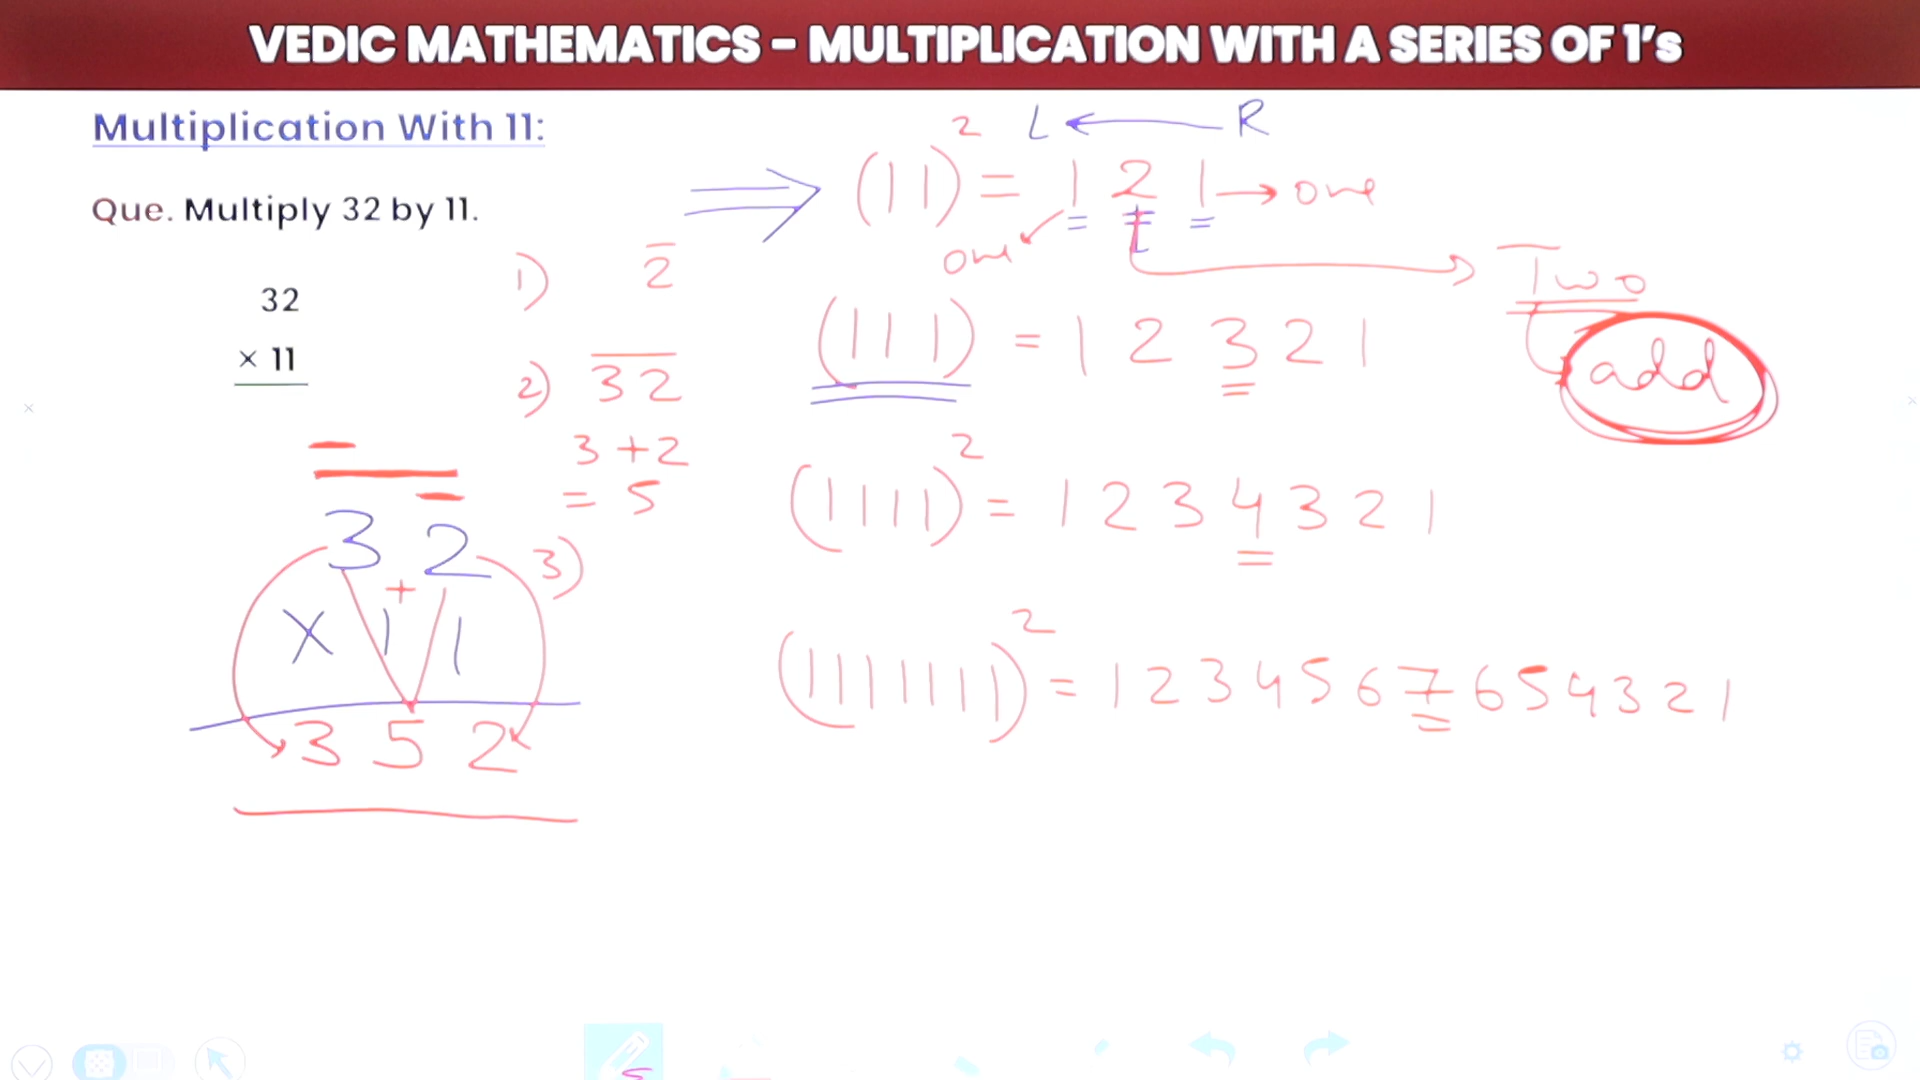 VEDIC MATHEMATICS – MULTIPLICATION WITH A SERIES OF 1's
Multiplication With 11:
Que. Multiply 32 by 11.
32
× 11
3 2
+
× 1 1
3 5 2
1) 2
2) 32
3 + 2
= 5
3)
L ← R
(11)² = 1 2 1 → one
one
Two
add
(111) = 1 2 3 2 1
(1111)² = 1 2 3 4 3 2 1
(1111111)² = 1 2 3 4 5 6 7 6 5 4 3 2 1